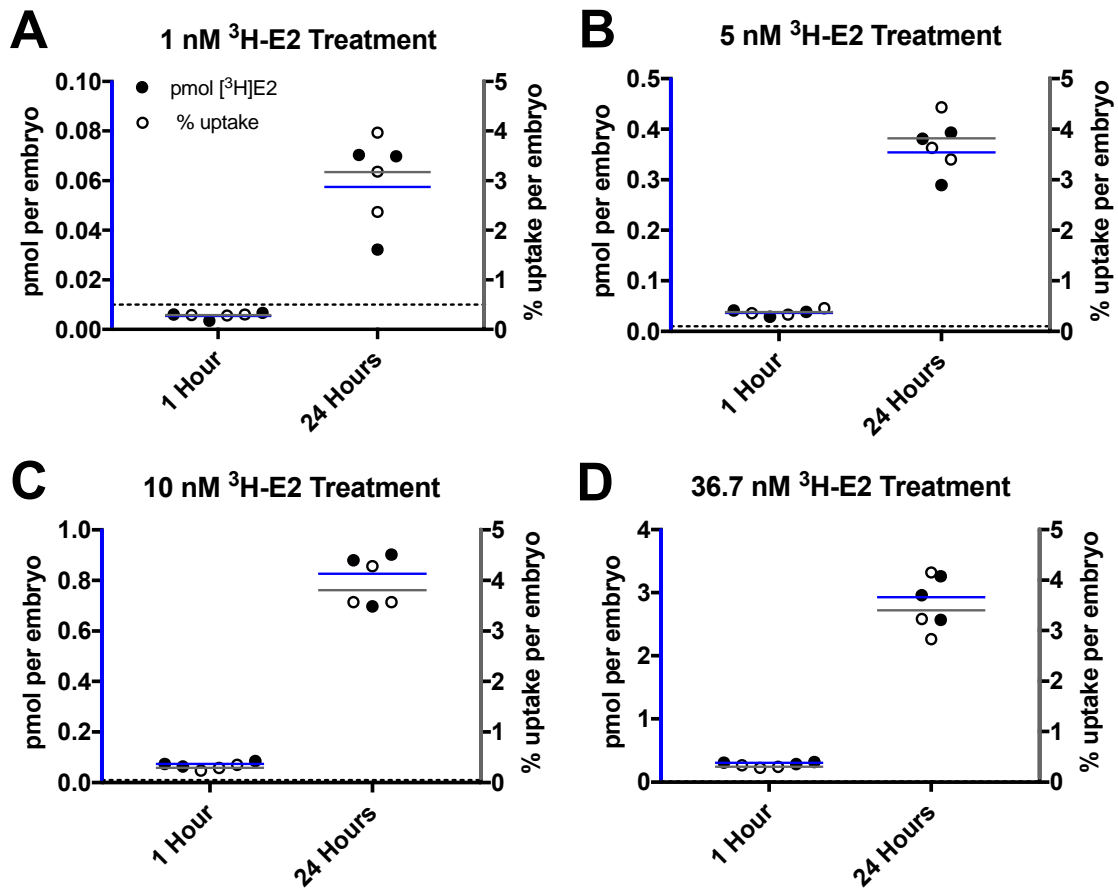 A
1 nM ³H-E2 Treatment
pmol per embryo
0.10
0.08
0.06
0.04
0.02
0.00
pmol [³H]E2
% uptake
5
4
3
2
1
0
% uptake per embryo
1 Hour
24 Hours
B
5 nM ³H-E2 Treatment
pmol per embryo
0.5
0.4
0.3
0.2
0.1
0.0
5
4
3
2
1
0
% uptake per embryo
1 Hour
24 Hours
C
10 nM ³H-E2 Treatment
pmol per embryo
1.0
0.8
0.6
0.4
0.2
0.0
5
4
3
2
1
0
% uptake per embryo
1 Hour
24 Hours
D
36.7 nM ³H-E2 Treatment
pmol per embryo
4
3
2
1
0
5
4
3
2
1
0
% uptake per embryo
1 Hour
24 Hours